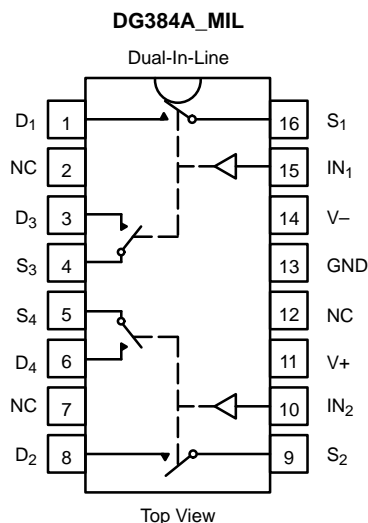 DG384A_MIL
Dual-In-Line
D1 1 16 S1
NC 2 15 IN1
D3 3 14 V–
S3 4 13 GND
S4 5 12 NC
D4 6 11 V+
NC 7 10 IN2
D2 8 9 S2
Top View